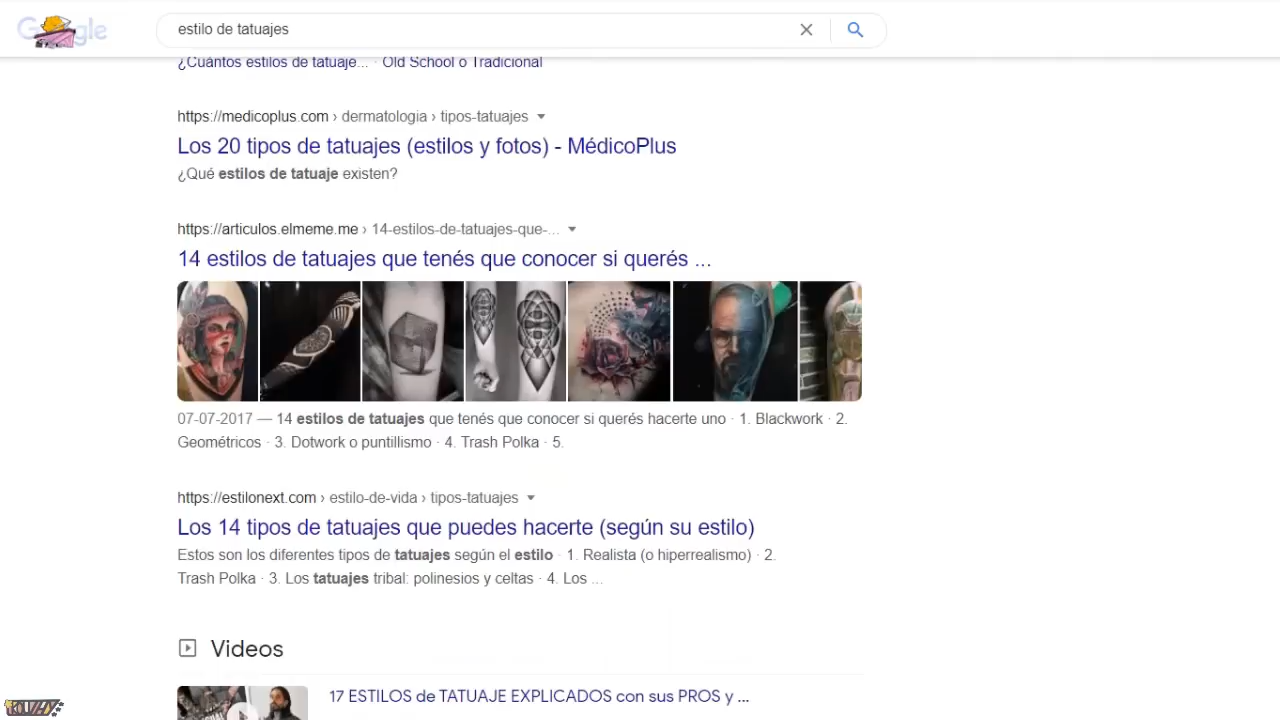 estilo de tatuajes
¿Cuántos estilos de tatuaje... · Old School o Tradicional
https://medicoplus.com › dermatologia › tipos-tatuajes
Los 20 tipos de tatuajes (estilos y fotos) - MédicoPlus
¿Qué estilos de tatuaje existen?
https://articulos.elmeme.me › 14-estilos-de-tatuajes-que-...
14 estilos de tatuajes que tenés que conocer si querés ...
07-07-2017 — 14 estilos de tatuajes que tenés que conocer si querés hacerte uno · 1. Blackwork · 2.
Geométricos · 3. Dotwork o puntillismo · 4. Trash Polka · 5.
https://estilonext.com › estilo-de-vida › tipos-tatuajes
Los 14 tipos de tatuajes que puedes hacerte (según su estilo)
Estos son los diferentes tipos de tatuajes según el estilo · 1. Realista (o hiperrealismo) · 2.
Trash Polka · 3. Los tatuajes tribal: polinesios y celtas · 4. Los ...
Videos
17 ESTILOS de TATUAJE EXPLICADOS con sus PROS y ...